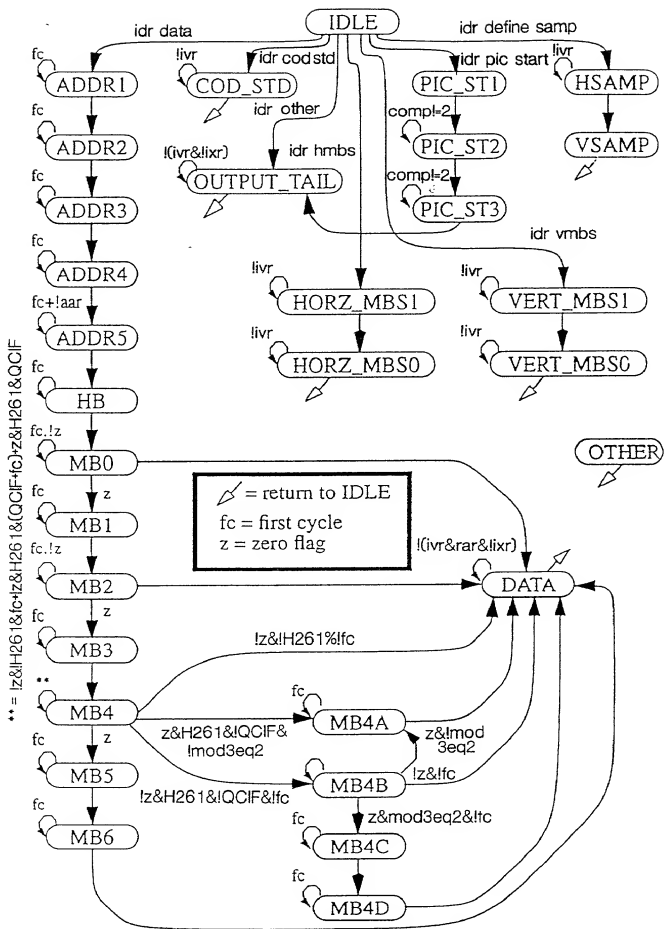 IDLE
idr data
idr define samp
idr codstd
idr pic start
idr other
idr hmbs
idr vmbs
fc
ADDR1
!ivr
COD_STD
PIC_ST1
!ivr
HSAMP
fc
ADDR2
comp!=2
PIC_ST2
VSAMP
!(ivr&!ixr)
OUTPUT_TAIL
fc
ADDR3
comp!=2
PIC_ST3
fc
ADDR4
!ivr
HORZ_MBS1
!ivr
VERT_MBS1
fc+!aar
ADDR5
!ivr
HORZ_MBS0
!ivr
VERT_MBS0
fc
HB
fc.!z
MB0
OTHER
z
= return to IDLE
fc = first cycle
z = zero flag
fc
MB1
z
fc.!z
MB2
!(ivr&rar&!ixr)
DATA
z
fc
MB3
!z&!H261%!fc
**
MB4
z&H261&!QCIF&
!mod3eq2
fc
MB4A
z&!mod
3eq2
z
fc
MB5
!z&H261&!QCIF&!fc
MB4B
!z&!fc
z&mod3eq2&!fc
fc
MB6
fc
MB4C
fc
MB4D
** = !z&!H261&fc+!z&H261&(QCIF+fc)+z&H261&QCIF